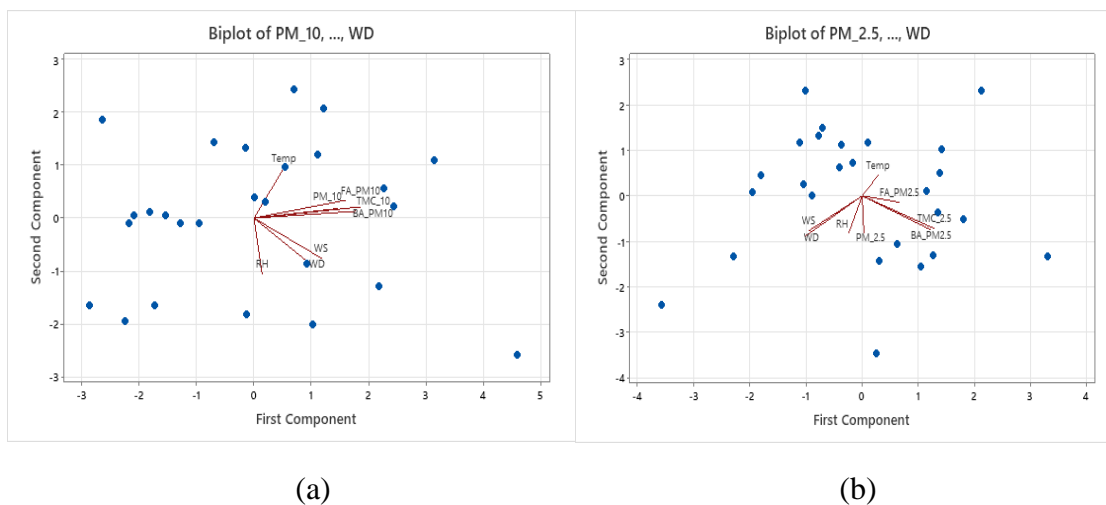 Biplot of PM_10, ..., WD
Second Component
3
2
1
0
-1
-2
-3
Temp
PM_10
FA_PM10
TMC_10
BA_PM10
WS
WD
RH
-3
-2
-1
0
1
2
3
4
5
First Component
(a)
Biplot of PM_2.5, ..., WD
Second Component
3
2
1
0
-1
-2
-3
-4
Temp
FA_PM2.5
WS
WD
RH
PM_2.5
TMC_2.5
BA_PM2.5
-4
-3
-2
-1
0
1
2
3
4
First Component
(b)